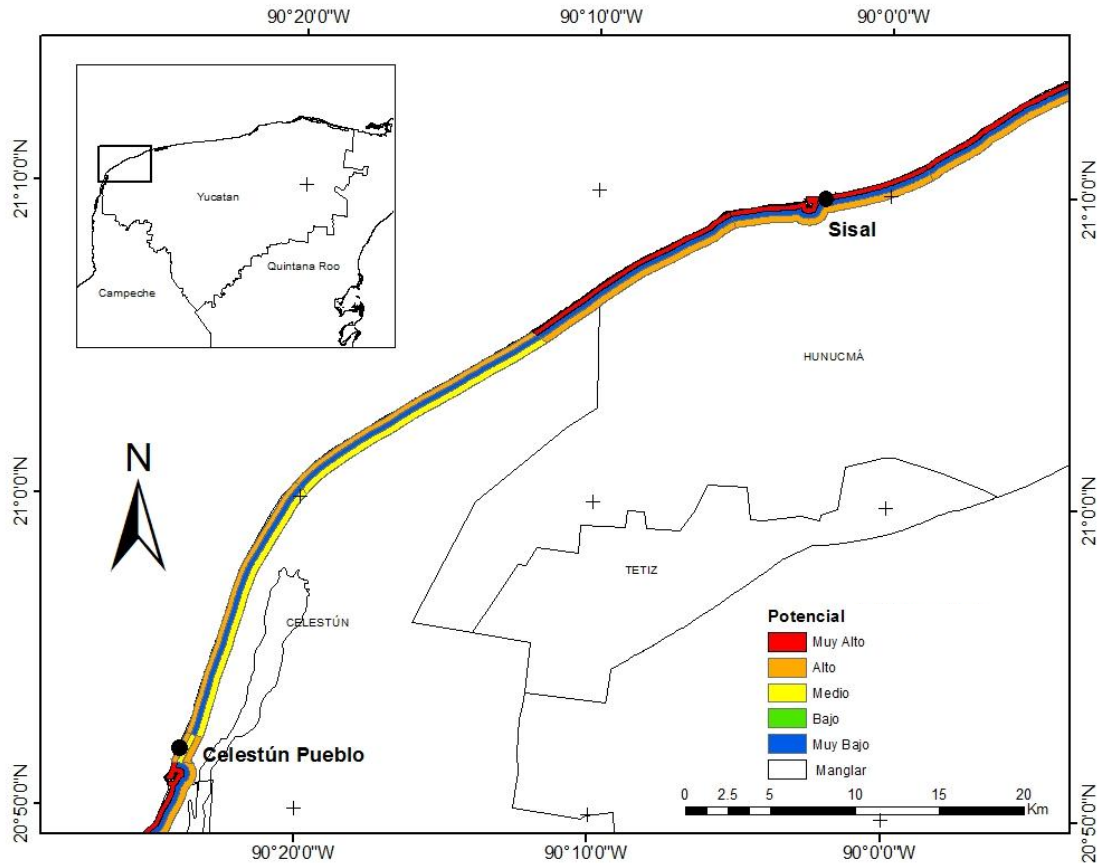 90°20'0"W 90°10'0"W 90°0'0"W
21°10'0"N
21°10'0"N
Yucatan
Quintana Roo
Campeche
Sisal
HUNUCMÁ
N
21°0'0"N
21°0'0"N
TETIZ
CELESTÚN
Potencial
Muy Alto
Alto
Medio
Bajo
Muy Bajo
Manglar
Celestún Pueblo
0 2.5 5 10 15 20
Km
20°50'0"N
20°50'0"N
90°20'0"W 90°10'0"W 90°0'0"W